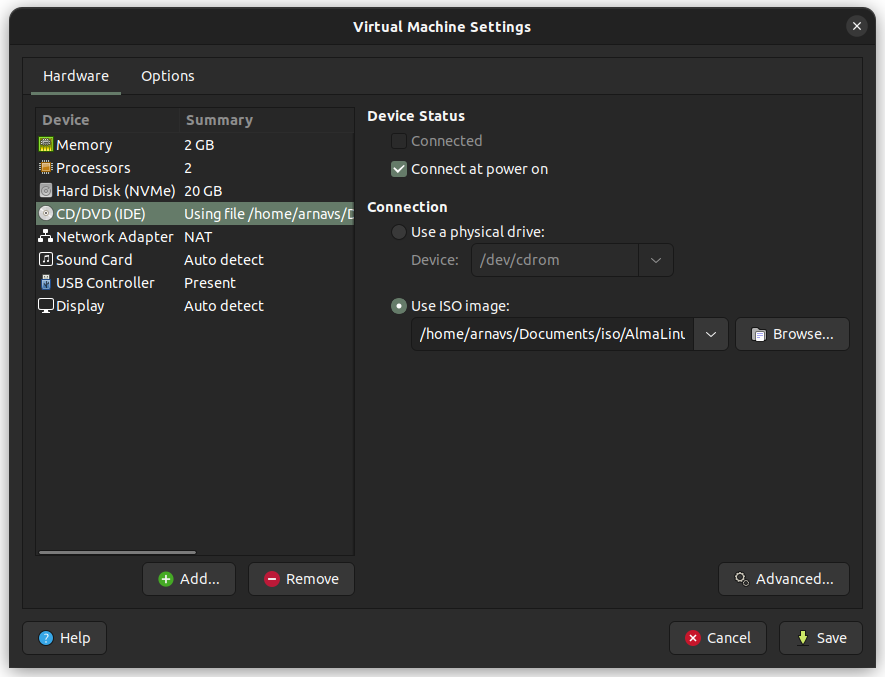 Virtual Machine Settings
Hardware Options
Device Summary
Memory 2 GB
Processors 2
Hard Disk (NVMe) 20 GB
CD/DVD (IDE) Using file /home/arnavs/D
Network Adapter NAT
Sound Card Auto detect
USB Controller Present
Display Auto detect
Add...
Remove
Device Status
Connected
Connect at power on
Connection
Use a physical drive:
Device: /dev/cdrom
Use ISO image:
/home/arnavs/Documents/iso/AlmaLinu
Browse...
Advanced...
Help
Cancel
Save